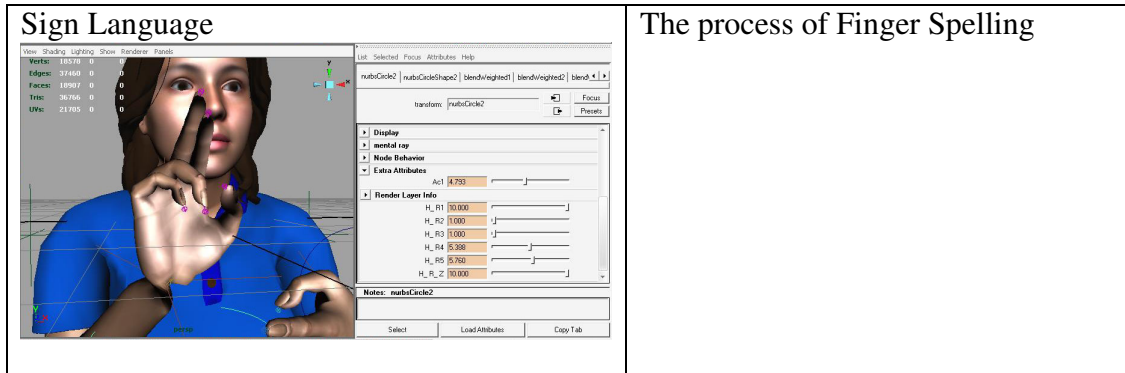 Sign Language
The process of Finger Spelling
View Shading Lighting Show Renderer Panels
Verts: 18578 0 0
Edges: 37460 0 0
Faces: 18907 0 0
Tris: 36766 0 0
UVs: 21785 0 0
y
x
persp
List Selected Focus Attributes Help
nurbsCircle2 nurbsCircleShape2 blendWeighted1 blendWeighted2 blend
transform: nurbsCircle2
Focus
Presets
Display
mental ray
Node Behavior
Extra Attributes
Ac1 4.793
Render Layer Info
H_R1 10.000
H_R2 1.000
H_R3 1.000
H_R4 5.398
H_R5 5.760
H_R_Z 10.000
Notes: nurbsCircle2
Select Load Attributes Copy Tab